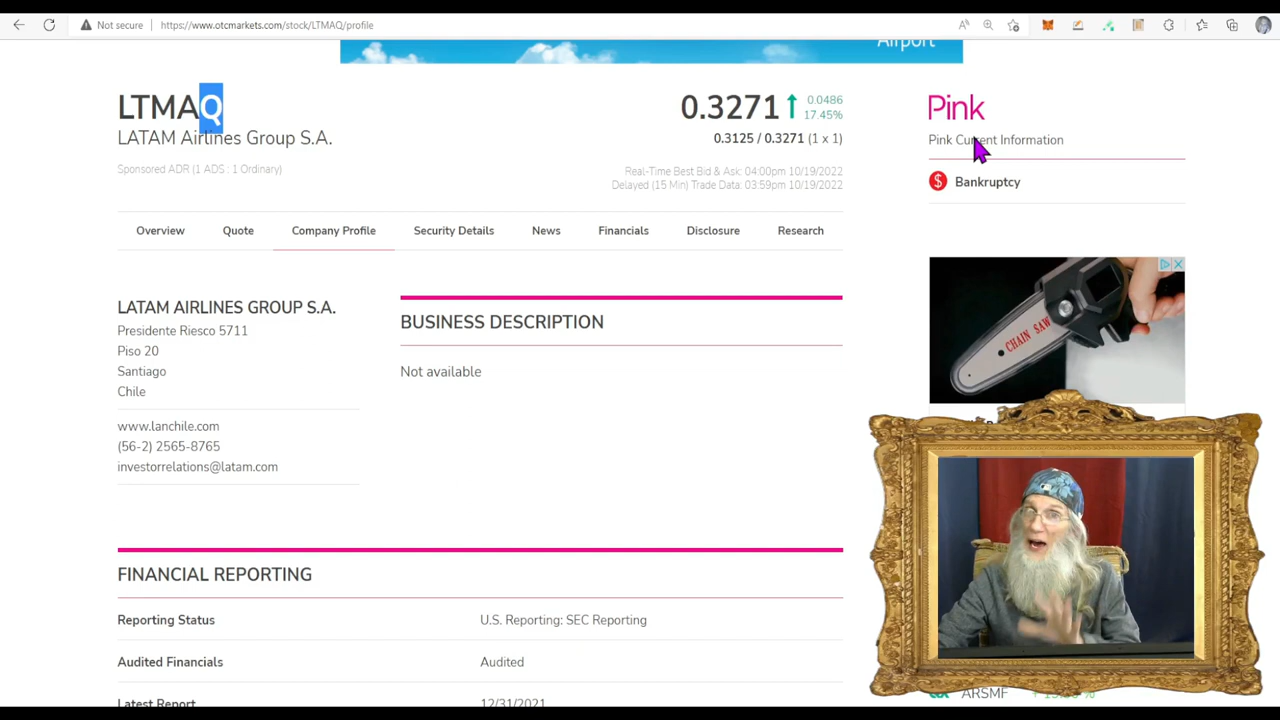 Not secure
https://www.otcmarkets.com/stock/LTMAQ/profile
Airport
LTMAQ
LATAM Airlines Group S.A.
Sponsored ADR (1 ADS : 1 Ordinary)
0.3271
0.0486
17.45%
0.3125 / 0.3271 (1 x 1)
Real-Time Best Bid & Ask: 04:00pm 10/19/2022
Delayed (15 Min) Trade Data: 03:59pm 10/19/2022
Pink
Pink Current Information
Bankruptcy
Overview Quote Company Profile Security Details News Financials Disclosure Research
LATAM AIRLINES GROUP S.A.
Presidente Riesco 5711
Piso 20
Santiago
Chile
www.lanchile.com
(56-2) 2565-8765
investorrelations@latam.com
BUSINESS DESCRIPTION
Not available
CHAIN SAW
FINANCIAL REPORTING
Reporting Status U.S. Reporting: SEC Reporting
Audited Financials Audited
Latest Report 12/31/2021
ARSMF